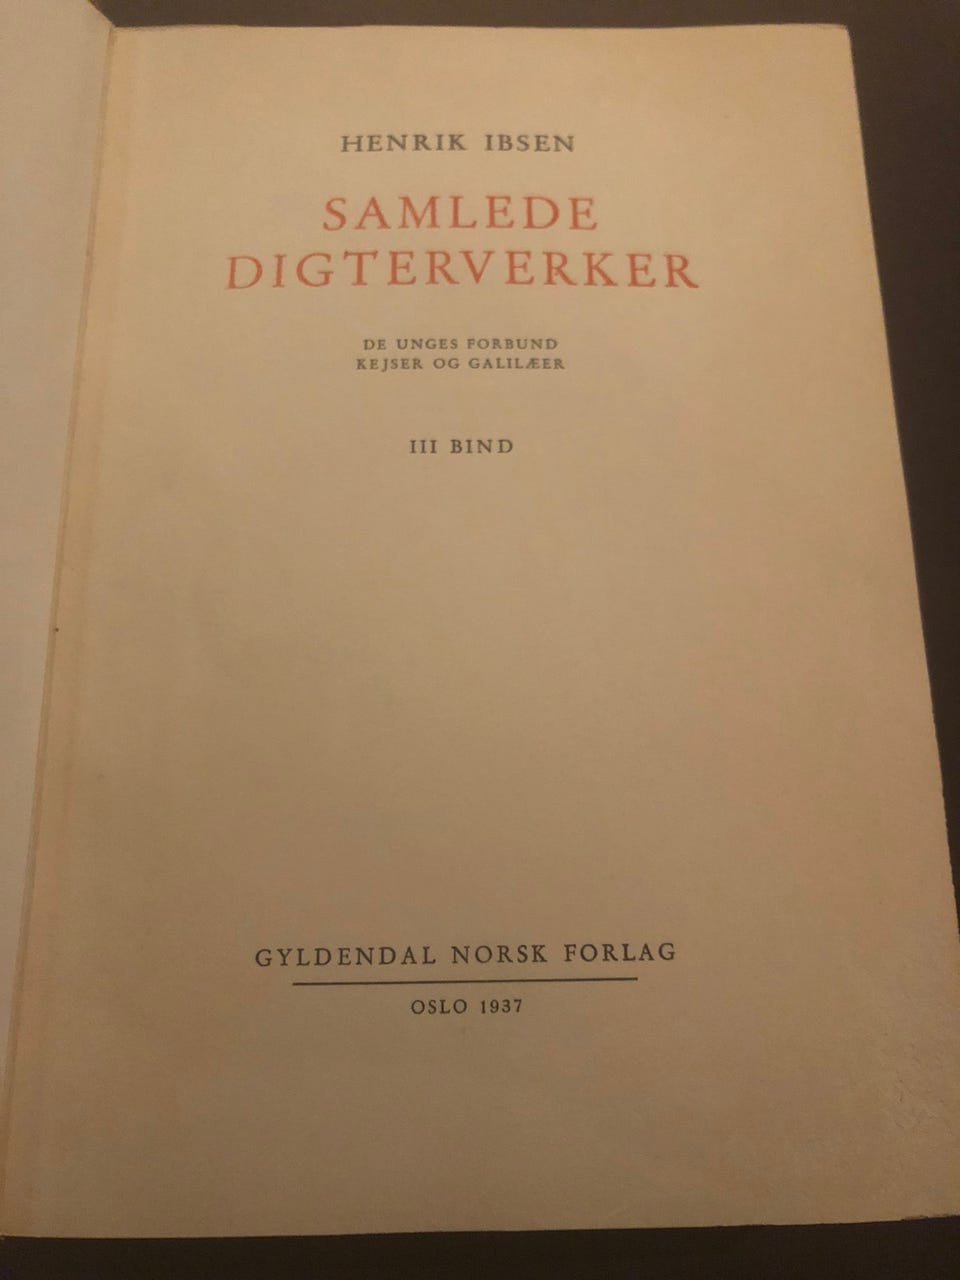 HENRIK IBSEN
SAMLEDE
DIGTERVERKER
DE UNGES FORBUND
KEJSER OG GALILÆER
III BIND
GYLDENDAL NORSK FORLAG
OSLO 1937